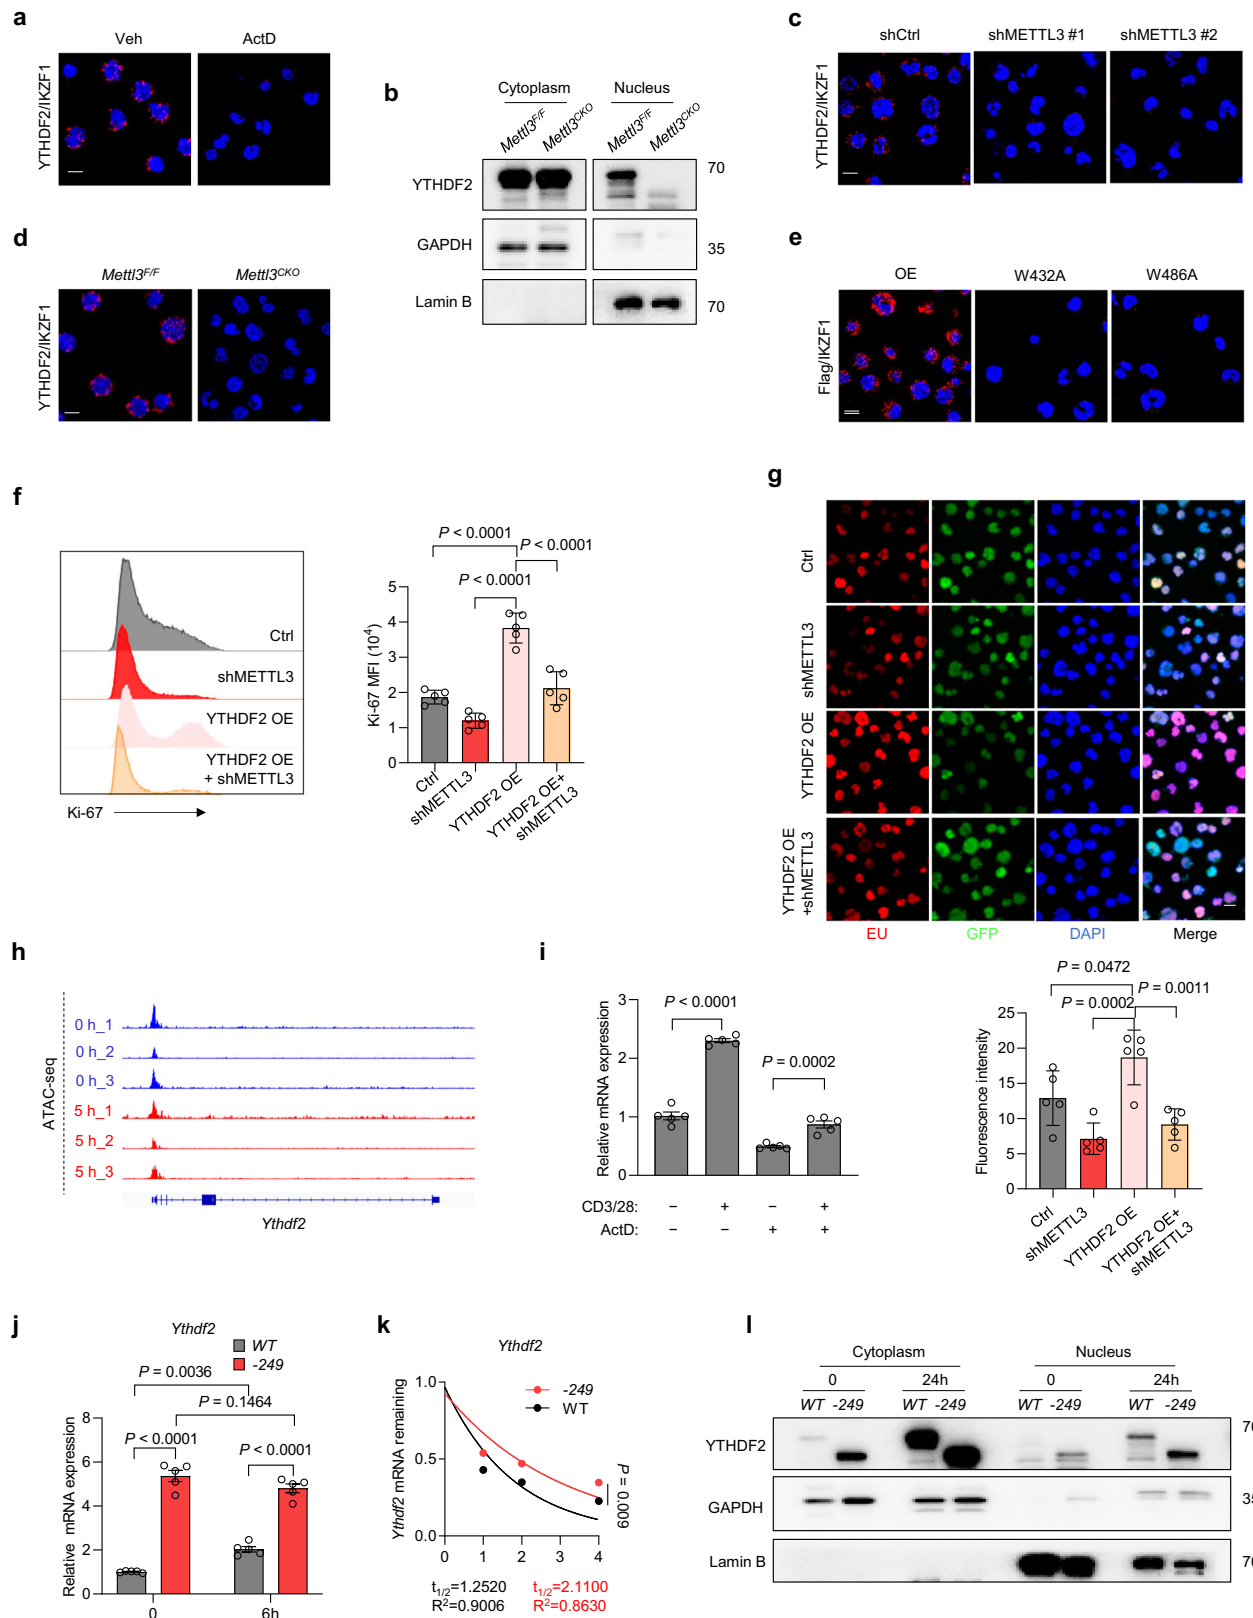 a
Veh
ActD
YTHDF2/IKZF1
b
Cytoplasm
Nucleus
Mettl3F/F
Mettl3CKO
Mettl3F/F
Mettl3CKO
YTHDF2
70
GAPDH
35
Lamin B
70
c
shCtrl
shMETTL3 #1
shMETTL3 #2
YTHDF2/IKZF1
d
Mettl3F/F
Mettl3CKO
YTHDF2/IKZF1
e
OE
W432A
W486A
Flag/IKZF1
f
Ctrl
shMETTL3
YTHDF2 OE
YTHDF2 OE
+ shMETTL3
Ki-67
P < 0.0001
P < 0.0001
P < 0.0001
Ki-67 MFI (10⁴)
5
4
3
2
1
0
Ctrl
shMETTL3
YTHDF2 OE
YTHDF2 OE+
shMETTL3
g
Ctrl
shMETTL3
YTHDF2 OE
YTHDF2 OE
+shMETTL3
EU
GFP
DAPI
Merge
P = 0.0472
P = 0.0011
P = 0.0002
Fluorescence intensity
25
20
15
10
5
0
Ctrl
shMETTL3
YTHDF2 OE
YTHDF2 OE+
shMETTL3
h
ATAC-seq
0 h_1
0 h_2
0 h_3
5 h_1
5 h_2
5 h_3
Ythdf2
i
Relative mRNA expression
3
2
1
0
P < 0.0001
P = 0.0002
CD3/28: − + − +
ActD: − − + +
j
Ythdf2
WT
-249
P = 0.0036
P = 0.1464
P < 0.0001
P < 0.0001
Relative mRNA expression
8
6
4
2
0
0
6h
k
Ythdf2
-249
WT
Ythdf2 mRNA remaining
1.0
0.5
0.0
0 1 2 3 4
P = 0.009
t1/2=1.2520
R²=0.9006
t1/2=2.1100
R²=0.8630
l
Cytoplasm
Nucleus
0
24h
0
24h
WT -249
WT -249
WT -249
WT -249
YTHDF2
70
GAPDH
35
Lamin B
70